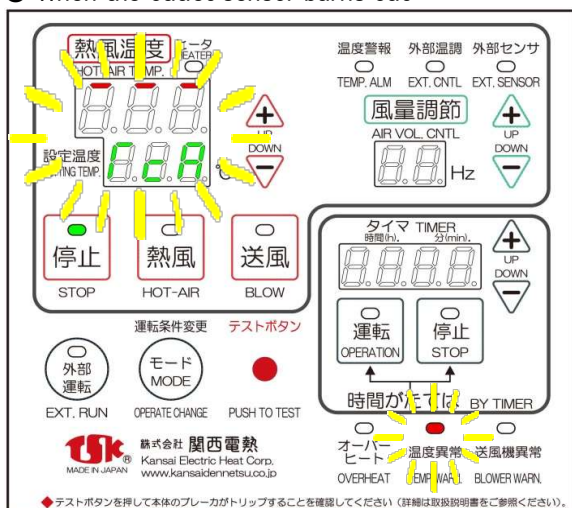 When the outlet sensor burns out
熱風温度 ヒータ
HOT-AIR TEMP. HEATER
温度警報 外部温調 外部センサ
TEMP. ALM EXT. CNTL EXT. SENSOR
風量調節
AIR VOL. CNTL
UP
DOWN
Hz
UP
DOWN
設定温度
SETTING TEMP.
TcA
℃
停止 熱風 送風
STOP HOT-AIR BLOW
タイマ TIMER
時間(h). 分(min).
UP
DOWN
運転 停止
OPERATION STOP
時間がたてば BY TIMER
運転条件変更 テストボタン
外部
運転
モード
MODE
EXT. RUN OPERATE CHANGE PUSH TO TEST
オーバー
ヒート 温度異常 送風機異常
OVERHEAT TEMP. WARN. BLOWER WARN.
TSK ® 株式会社 関西電熱
MADE IN JAPAN Kansai Electric Heat Corp.
www.kansaidennetsu.co.jp
◆テストボタンを押して本体のブレーカがトリップすることを確認してください(詳細は取扱説明書をご参照ください)。